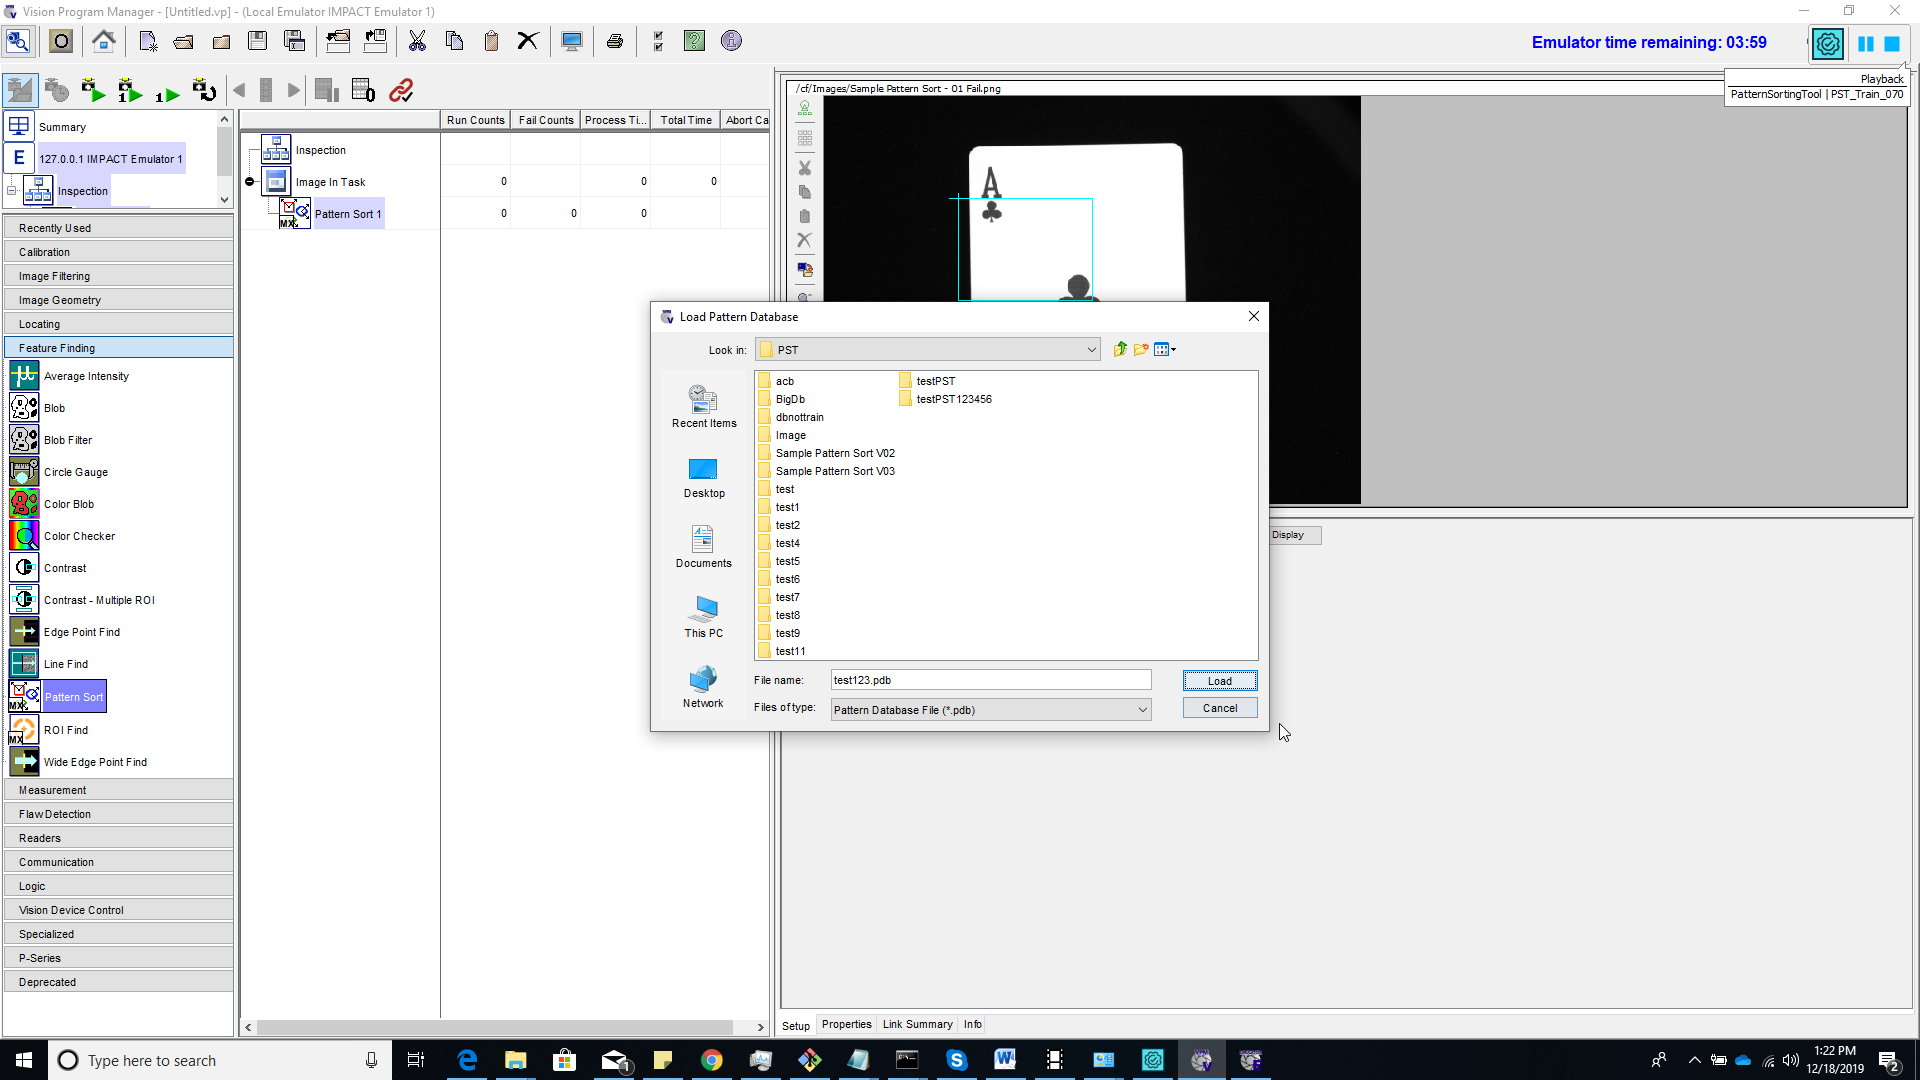 Vision Program Manager - [Untitled.vp] - (Local Emulator IMPACT Emulator 1)
Emulator time remaining: 03:59
Playback
PatternSortingTool | PST_Train_070
Summary
E
127.0.0.1 IMPACT Emulator 1
Inspection
Recently Used
Calibration
Image Filtering
Image Geometry
Locating
Feature Finding
Average Intensity
Blob
Blob Filter
Circle Gauge
Color Blob
Color Checker
Contrast
Contrast - Multiple ROI
Edge Point Find
Line Find
MX
Pattern Sort
MX
ROI Find
Wide Edge Point Find
Measurement
Flaw Detection
Readers
Communication
Logic
Vision Device Control
Specialized
P-Series
Deprecated
Run Counts Fail Counts Process Ti... Total Time Abort Ca
Inspection
Image In Task 0 0 0
MX Pattern Sort 1 0 0 0
/cf/Images/Sample Pattern Sort - 01 Fail.png
A
Load Pattern Database
Look in: PST
Recent Items
Desktop
Documents
This PC
Network
acb
BigDb
dbnottrain
Image
Sample Pattern Sort V02
Sample Pattern Sort V03
test
test1
test2
test4
test5
test6
test7
test8
test9
test11
testPST
testPST123456
File name: test123.pdb Load
Files of type: Pattern Database File (*.pdb) Cancel
Display
Setup Properties Link Summary Info
Type here to search
1
1:22 PM
12/18/2019
2